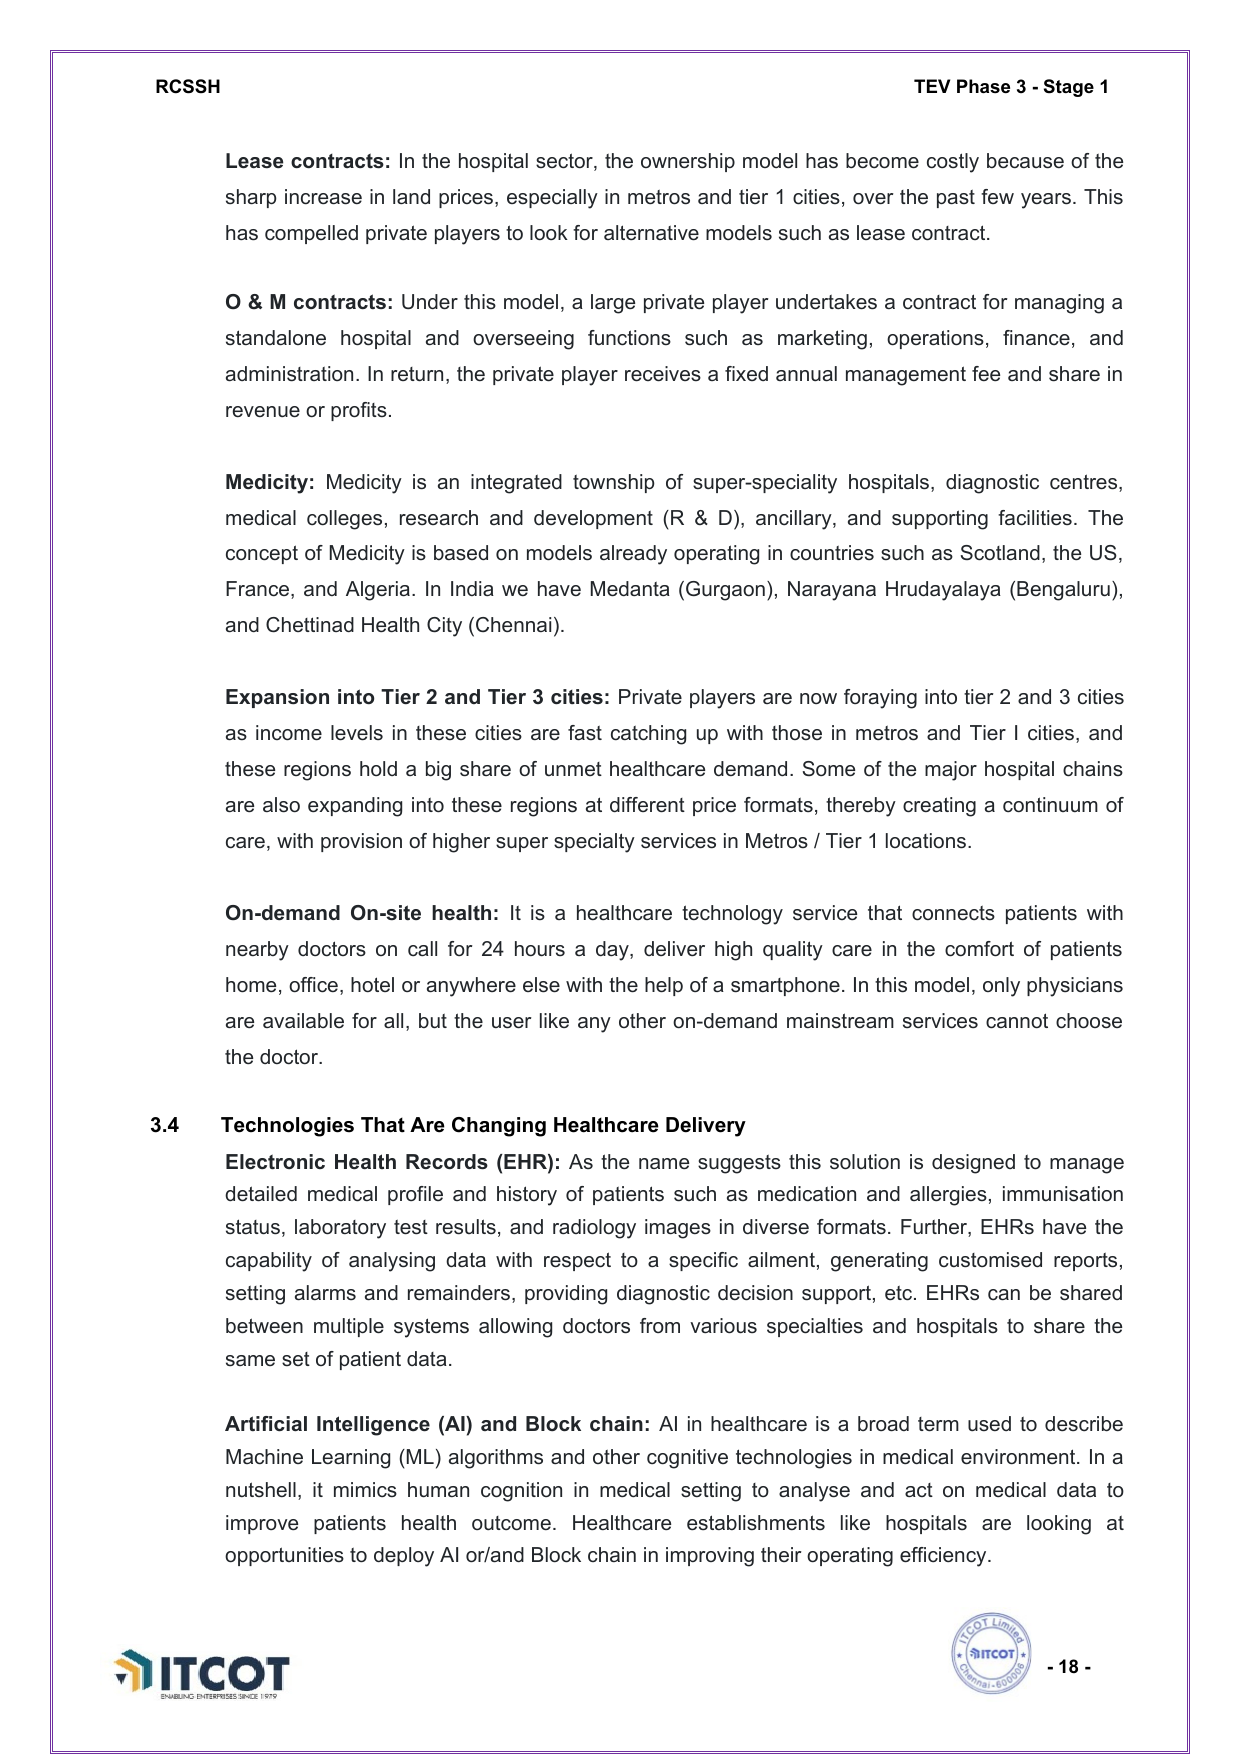 RCSSH TEV Phase 3 - Stage 1
Lease contracts: In the hospital sector, the ownership model has become costly because of the
sharp increase in land prices, especially in metros and tier 1 cities, over the past few years. This
has compelled private players to look for alternative models such as lease contract.
O & M contracts: Under this model, a large private player undertakes a contract for managing a
standalone hospital and overseeing functions such as marketing, operations, finance, and
administration. In return, the private player receives a fixed annual management fee and share in
revenue or profits.
Medicity: Medicity is an integrated township of super-speciality hospitals, diagnostic centres,
medical colleges, research and development (R & D), ancillary, and supporting facilities. The
concept of Medicity is based on models already operating in countries such as Scotland, the US,
France, and Algeria. In India we have Medanta (Gurgaon), Narayana Hrudayalaya (Bengaluru),
and Chettinad Health City (Chennai).
Expansion into Tier 2 and Tier 3 cities: Private players are now foraying into tier 2 and 3 cities
as income levels in these cities are fast catching up with those in metros and Tier I cities, and
these regions hold a big share of unmet healthcare demand. Some of the major hospital chains
are also expanding into these regions at different price formats, thereby creating a continuum of
care, with provision of higher super specialty services in Metros / Tier 1 locations.
On-demand On-site health: It is a healthcare technology service that connects patients with
nearby doctors on call for 24 hours a day, deliver high quality care in the comfort of patients
home, office, hotel or anywhere else with the help of a smartphone. In this model, only physicians
are available for all, but the user like any other on-demand mainstream services cannot choose
the doctor.
3.4 Technologies That Are Changing Healthcare Delivery
Electronic Health Records (EHR): As the name suggests this solution is designed to manage
detailed medical profile and history of patients such as medication and allergies, immunisation
status, laboratory test results, and radiology images in diverse formats. Further, EHRs have the
capability of analysing data with respect to a specific ailment, generating customised reports,
setting alarms and remainders, providing diagnostic decision support, etc. EHRs can be shared
between multiple systems allowing doctors from various specialties and hospitals to share the
same set of patient data.
Artificial Intelligence (AI) and Block chain: AI in healthcare is a broad term used to describe
Machine Learning (ML) algorithms and other cognitive technologies in medical environment. In a
nutshell, it mimics human cognition in medical setting to analyse and act on medical data to
improve patients health outcome. Healthcare establishments like hospitals are looking at
opportunities to deploy AI or/and Block chain in improving their operating efficiency.
ITCOT
ENABLING ENTERPRISES SINCE 1979
ITCOT Limited
ITCOT
Chennai-600006
- 18 -